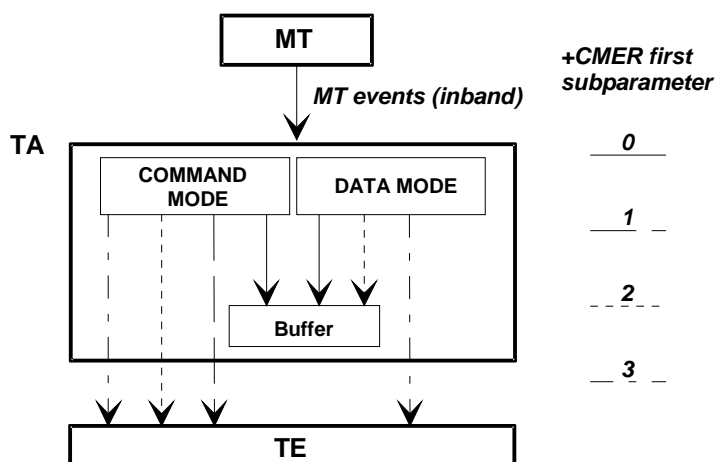 MT
+CMER first
subparameter
MT events (inband)
TA
0
COMMAND
MODE
DATA MODE
1
2
Buffer
3
TE